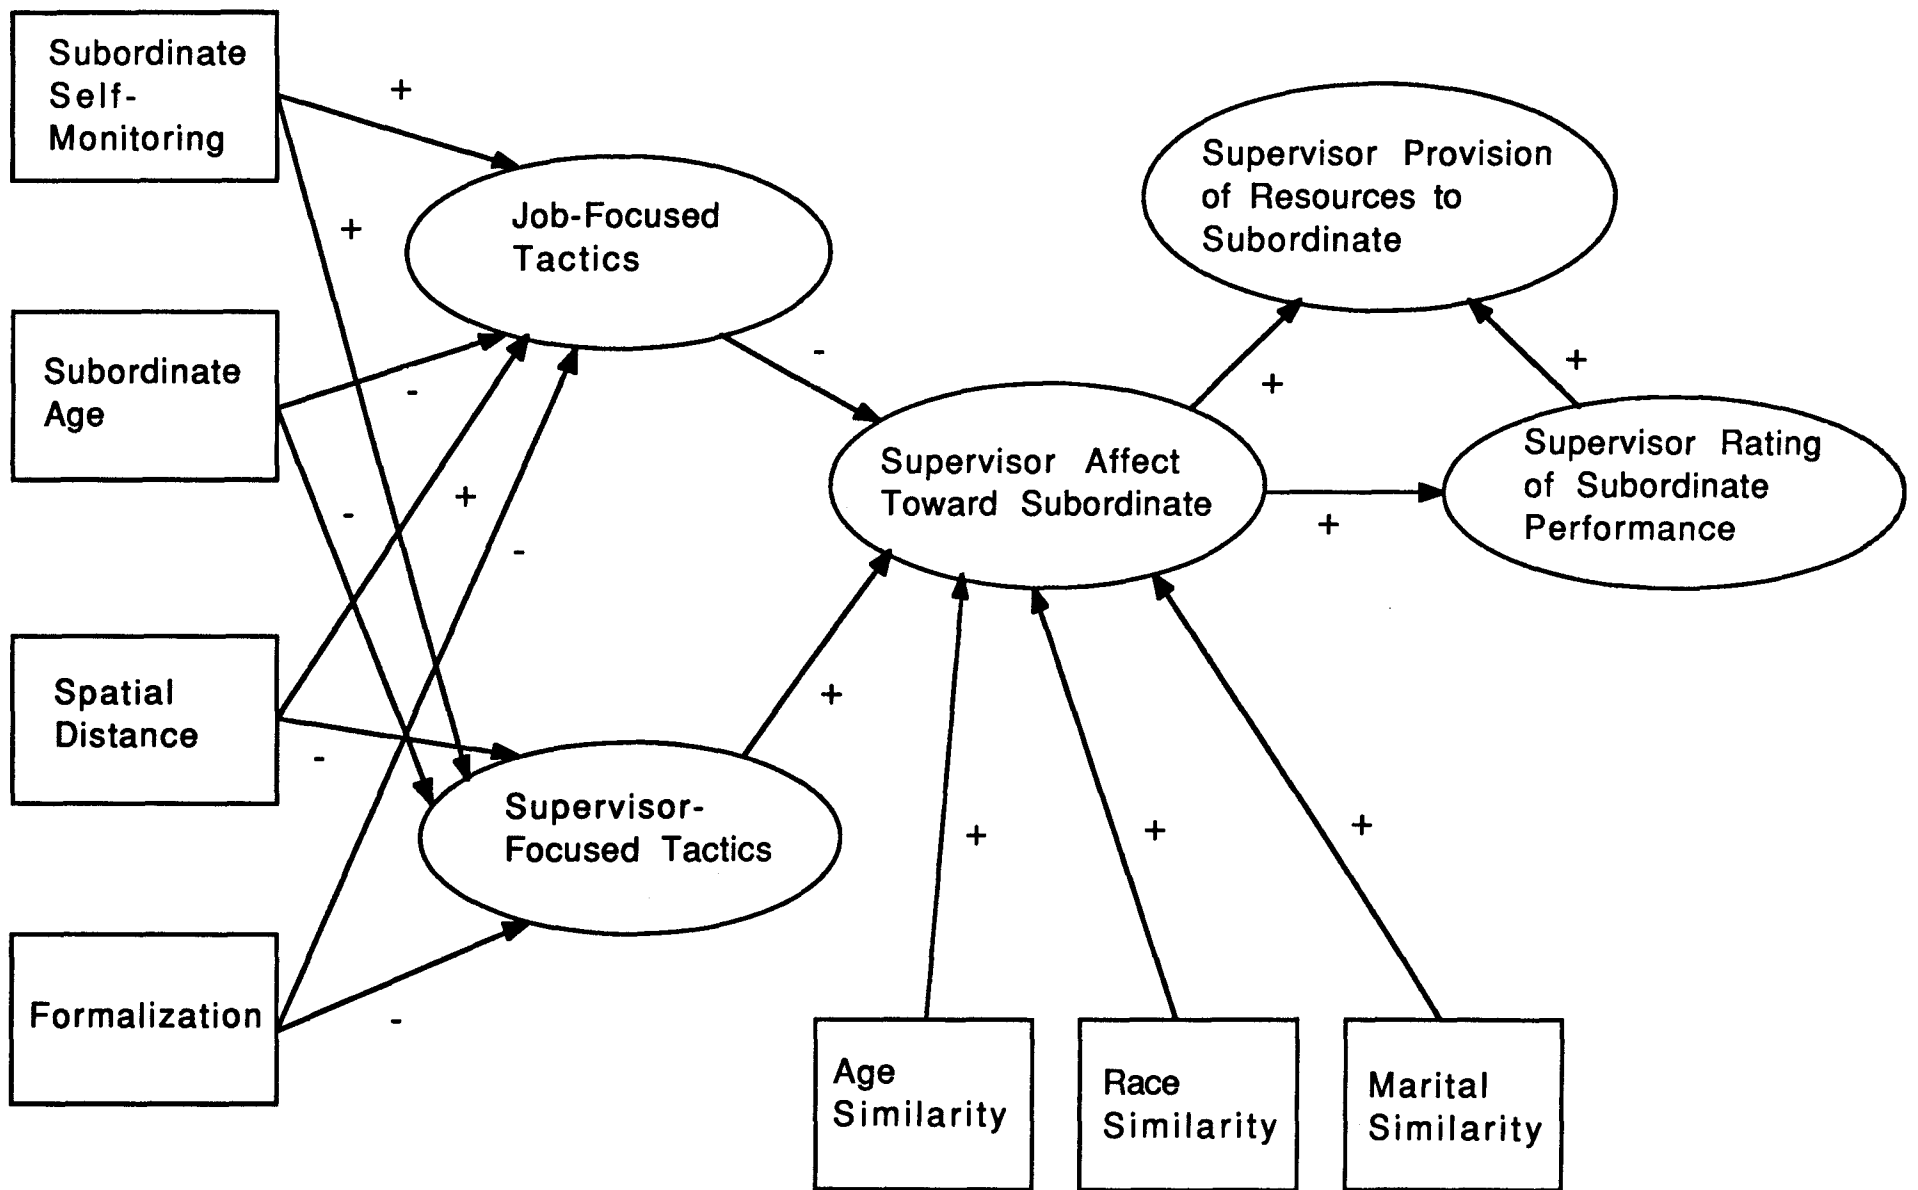 Subordinate
Self-
Monitoring
+
+
Job-Focused
Tactics
Supervisor Provision
of Resources to
Subordinate
Subordinate
Age
-
-
-
+
+
Supervisor Affect
Toward Subordinate
+
Supervisor Rating
of Subordinate
Performance
+
-
Spatial
Distance
-
+
Supervisor-
Focused Tactics
+
+
+
Formalization
-
Age
Similarity
Race
Similarity
Marital
Similarity